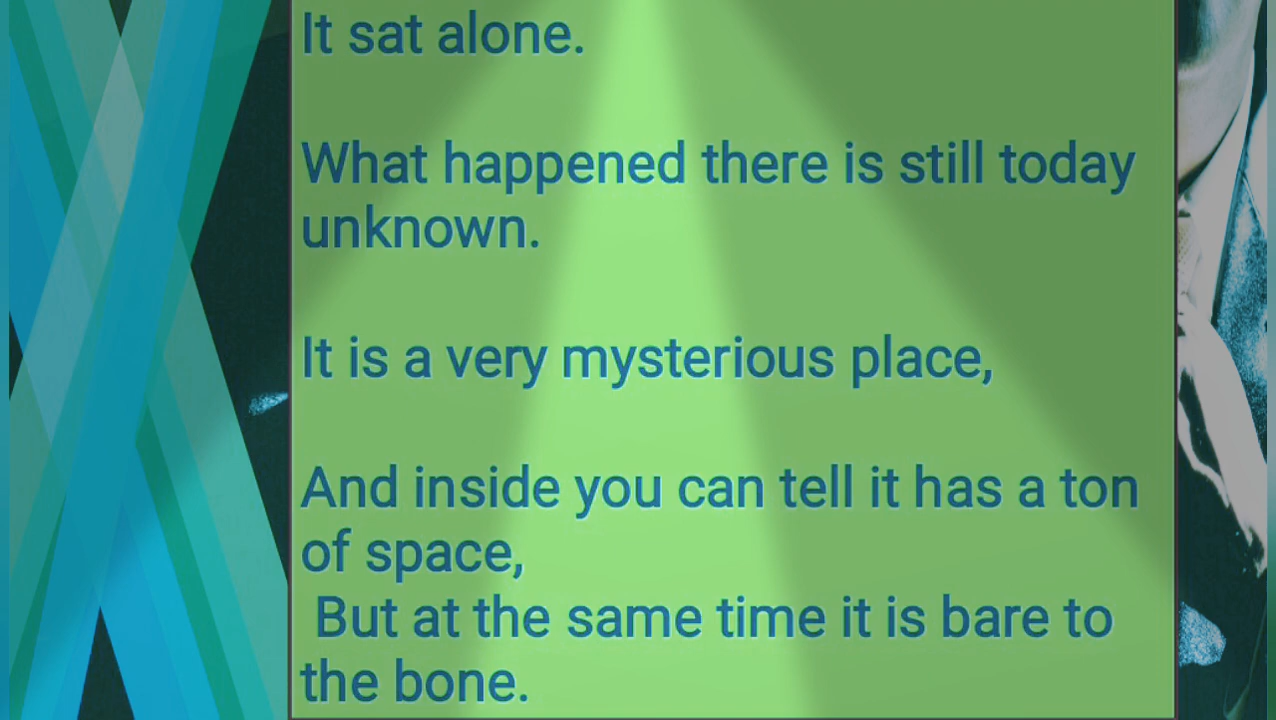 It sat alone.
What happened there is still today
unknown.
It is a very mysterious place,
And inside you can tell it has a ton
of space,
But at the same time it is bare to
the bone.